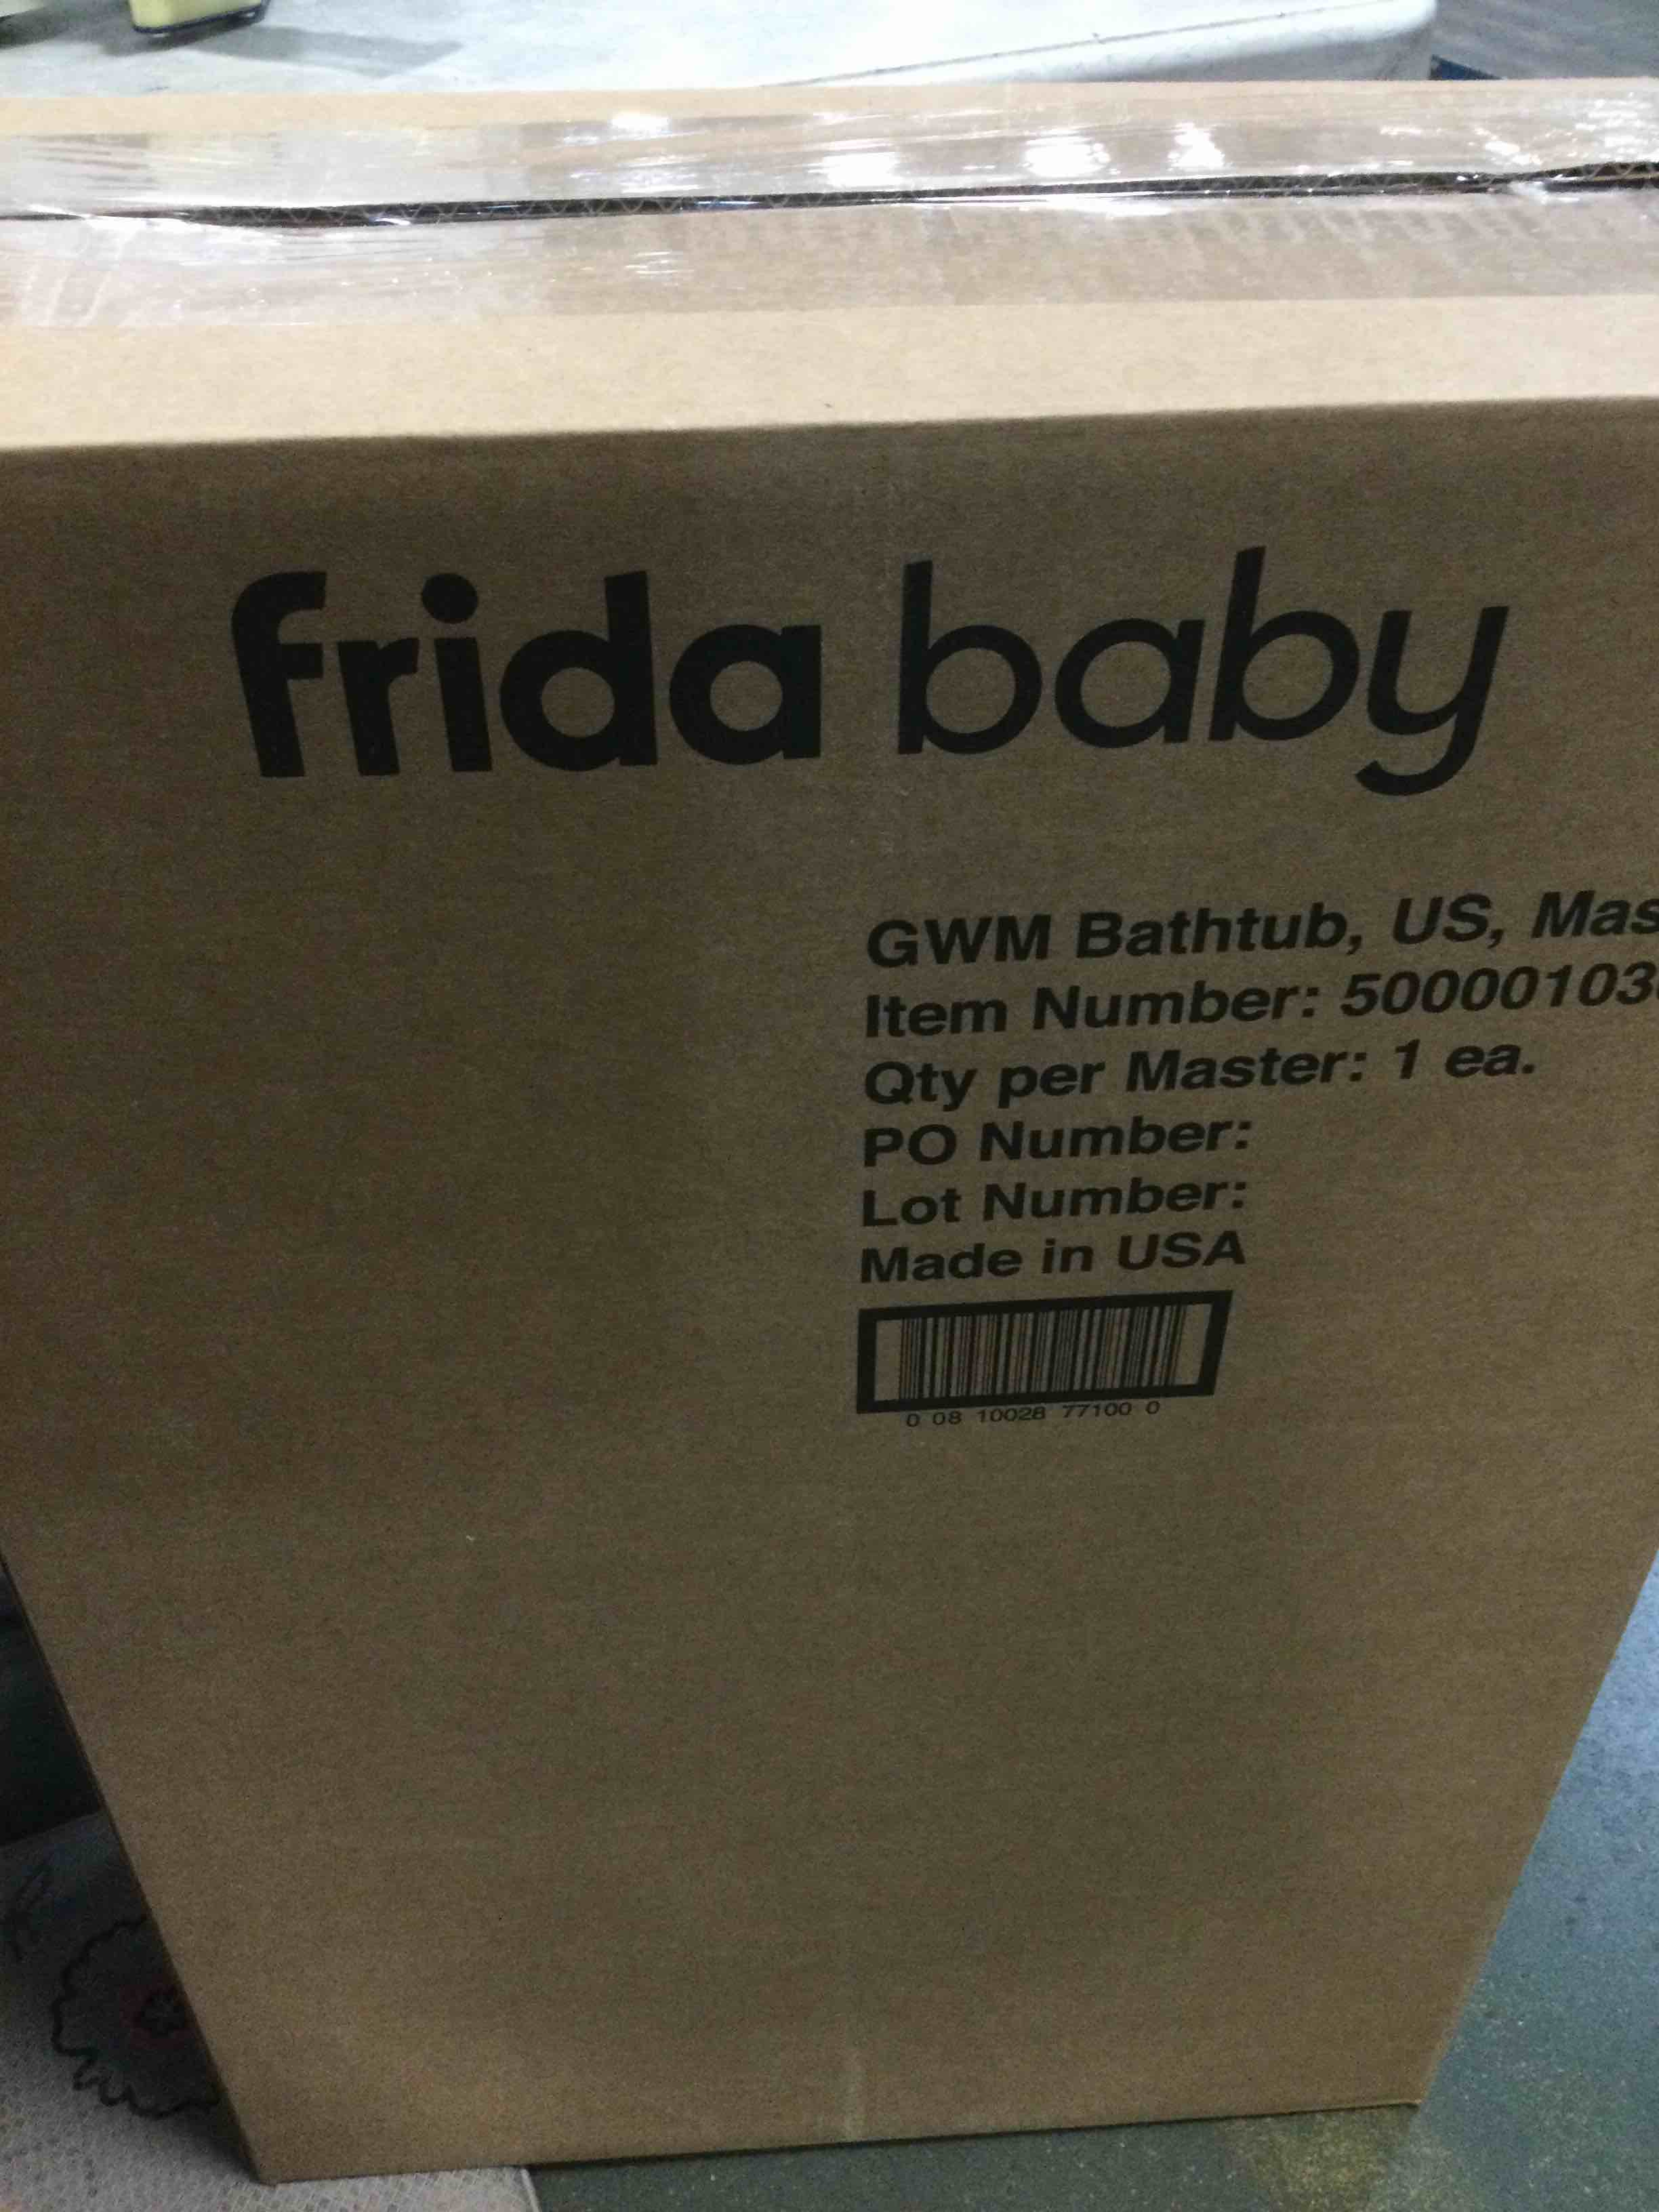 frida baby
GWM Bathtub, US, Mas
Item Number: 50000103
Qty per Master: 1 ea.
PO Number:
Lot Number:
Made in USA
0 08 10028 77100 0